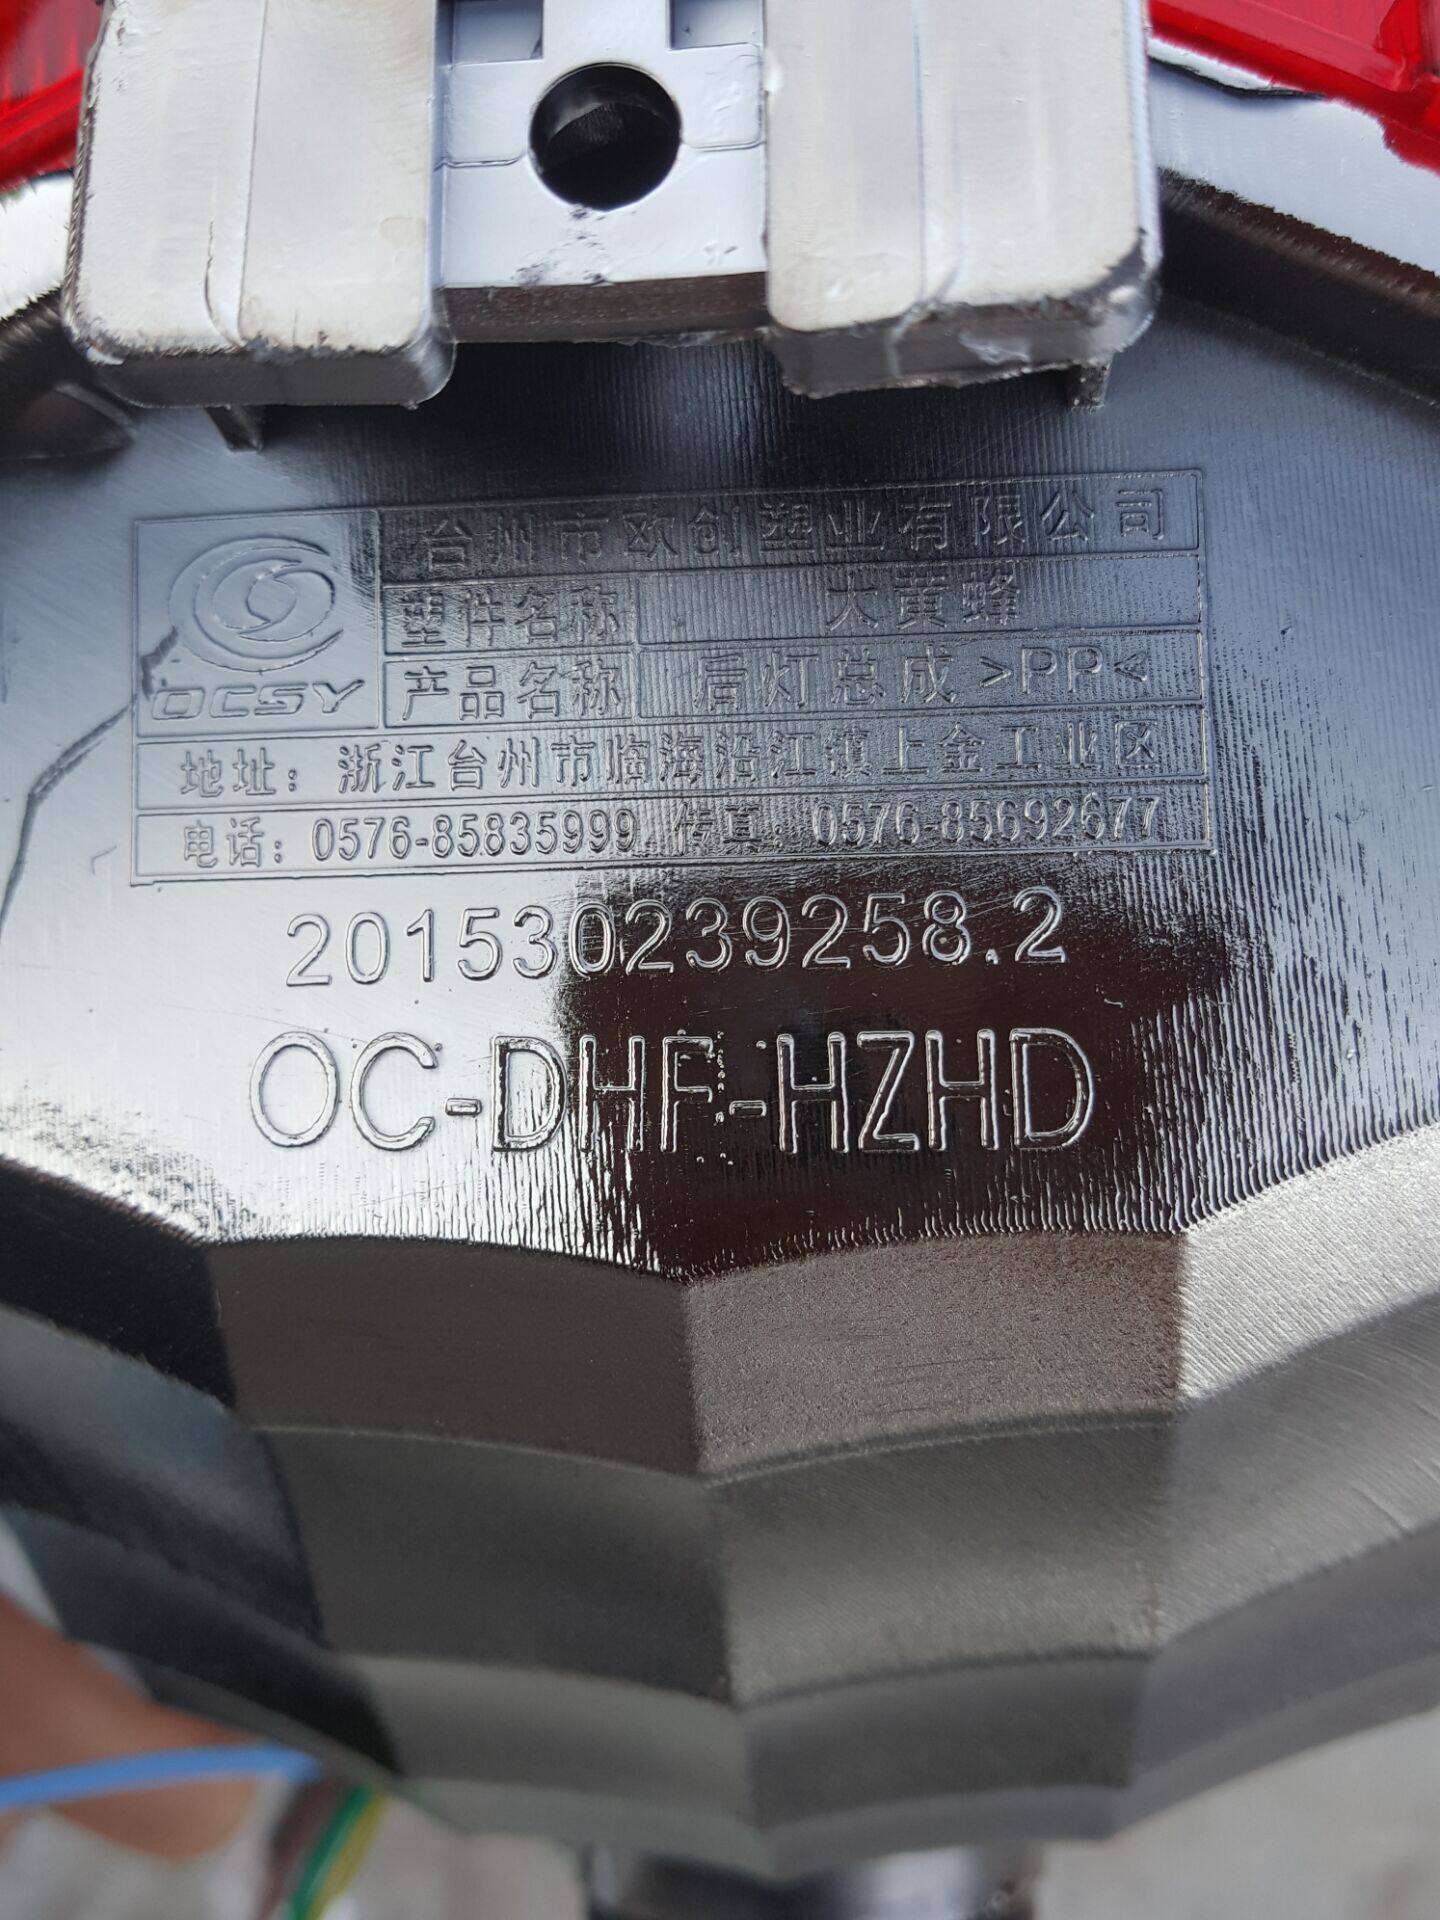 台州市欧创塑业有限公司
OCSY
塑件名称 大黄蜂
产品名称 后灯总成 >PP<
地址：浙江台州市临海沿江镇上金工业区
电话：0576-85835999 传真：0576-85692677
201530239258.2
OC-DHF-HZHD